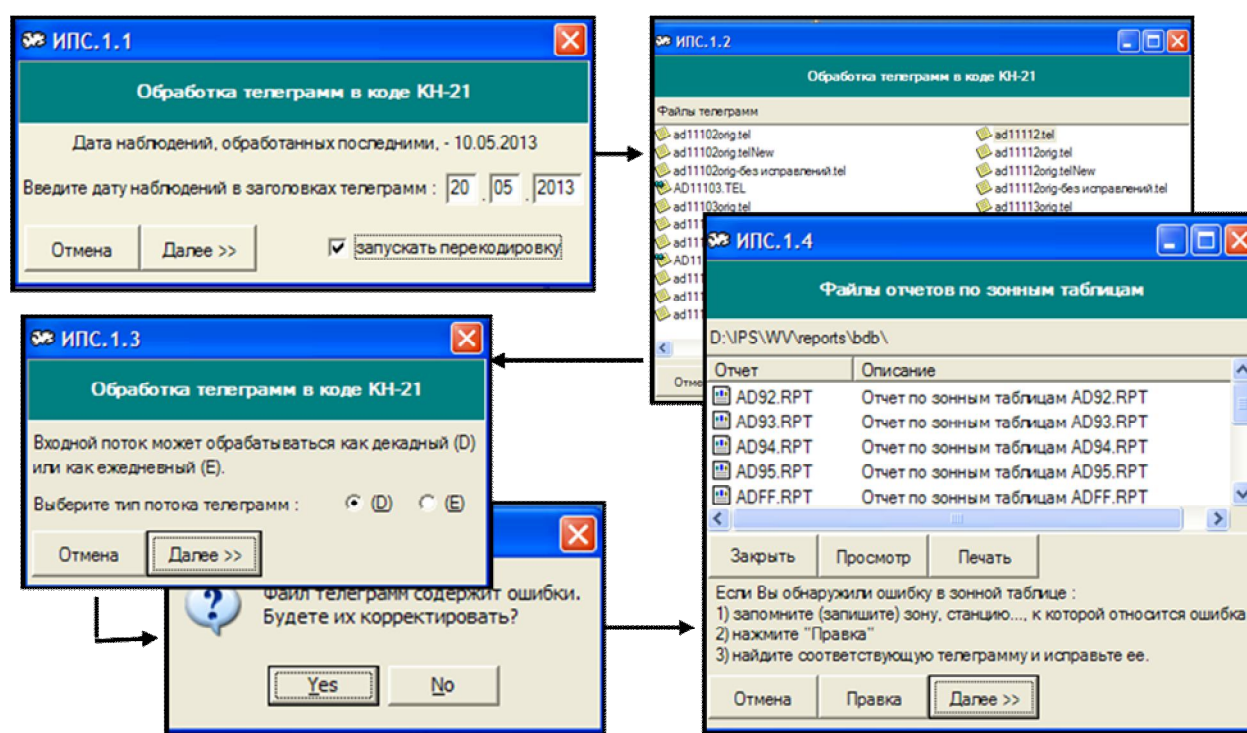 ИПС.1.1
Обработка телеграмм в коде КН-21
Дата наблюдений, обработанных последними, - 10.05.2013
Введите дату наблюдений в заголовках телеграмм : 20 . 05 . 2013
Отмена Далее >> запускать перекодировку
ИПС.1.2
Обработка телеграмм в коде КН-21
Файлы телеграмм
ad11102orig.tel ad11112.tel
ad11102orig.telNew ad11112orig.tel
ad11102orig-без исправлений.tel ad11112orig.telNew
AD11103.TEL ad11112orig-без исправлений.tel
ad11103orig.tel ad11113orig.tel
ИПС.1.3
Обработка телеграмм в коде КН-21
Входной поток может обрабатываться как декадный (D)
или как ежедневный (E).
Выберите тип потока телеграмм : (D) (E)
Отмена Далее >>
Файл телеграмм содержит ошибки.
Будете их корректировать?
Yes No
ИПС.1.4
Файлы отчетов по зонным таблицам
D:\IPS\WV\reports\bdb\
Отчет Описание
AD92.RPT Отчет по зонным таблицам AD92.RPT
AD93.RPT Отчет по зонным таблицам AD93.RPT
AD94.RPT Отчет по зонным таблицам AD94.RPT
AD95.RPT Отчет по зонным таблицам AD95.RPT
ADFF.RPT Отчет по зонным таблицам ADFF.RPT
Закрыть Просмотр Печать
Если Вы обнаружили ошибку в зонной таблице :
1) запомните (запишите) зону, станцию..., к которой относится ошибка
2) нажмите "Правка"
3) найдите соответствующую телеграмму и исправьте ее.
Отмена Правка Далее >>